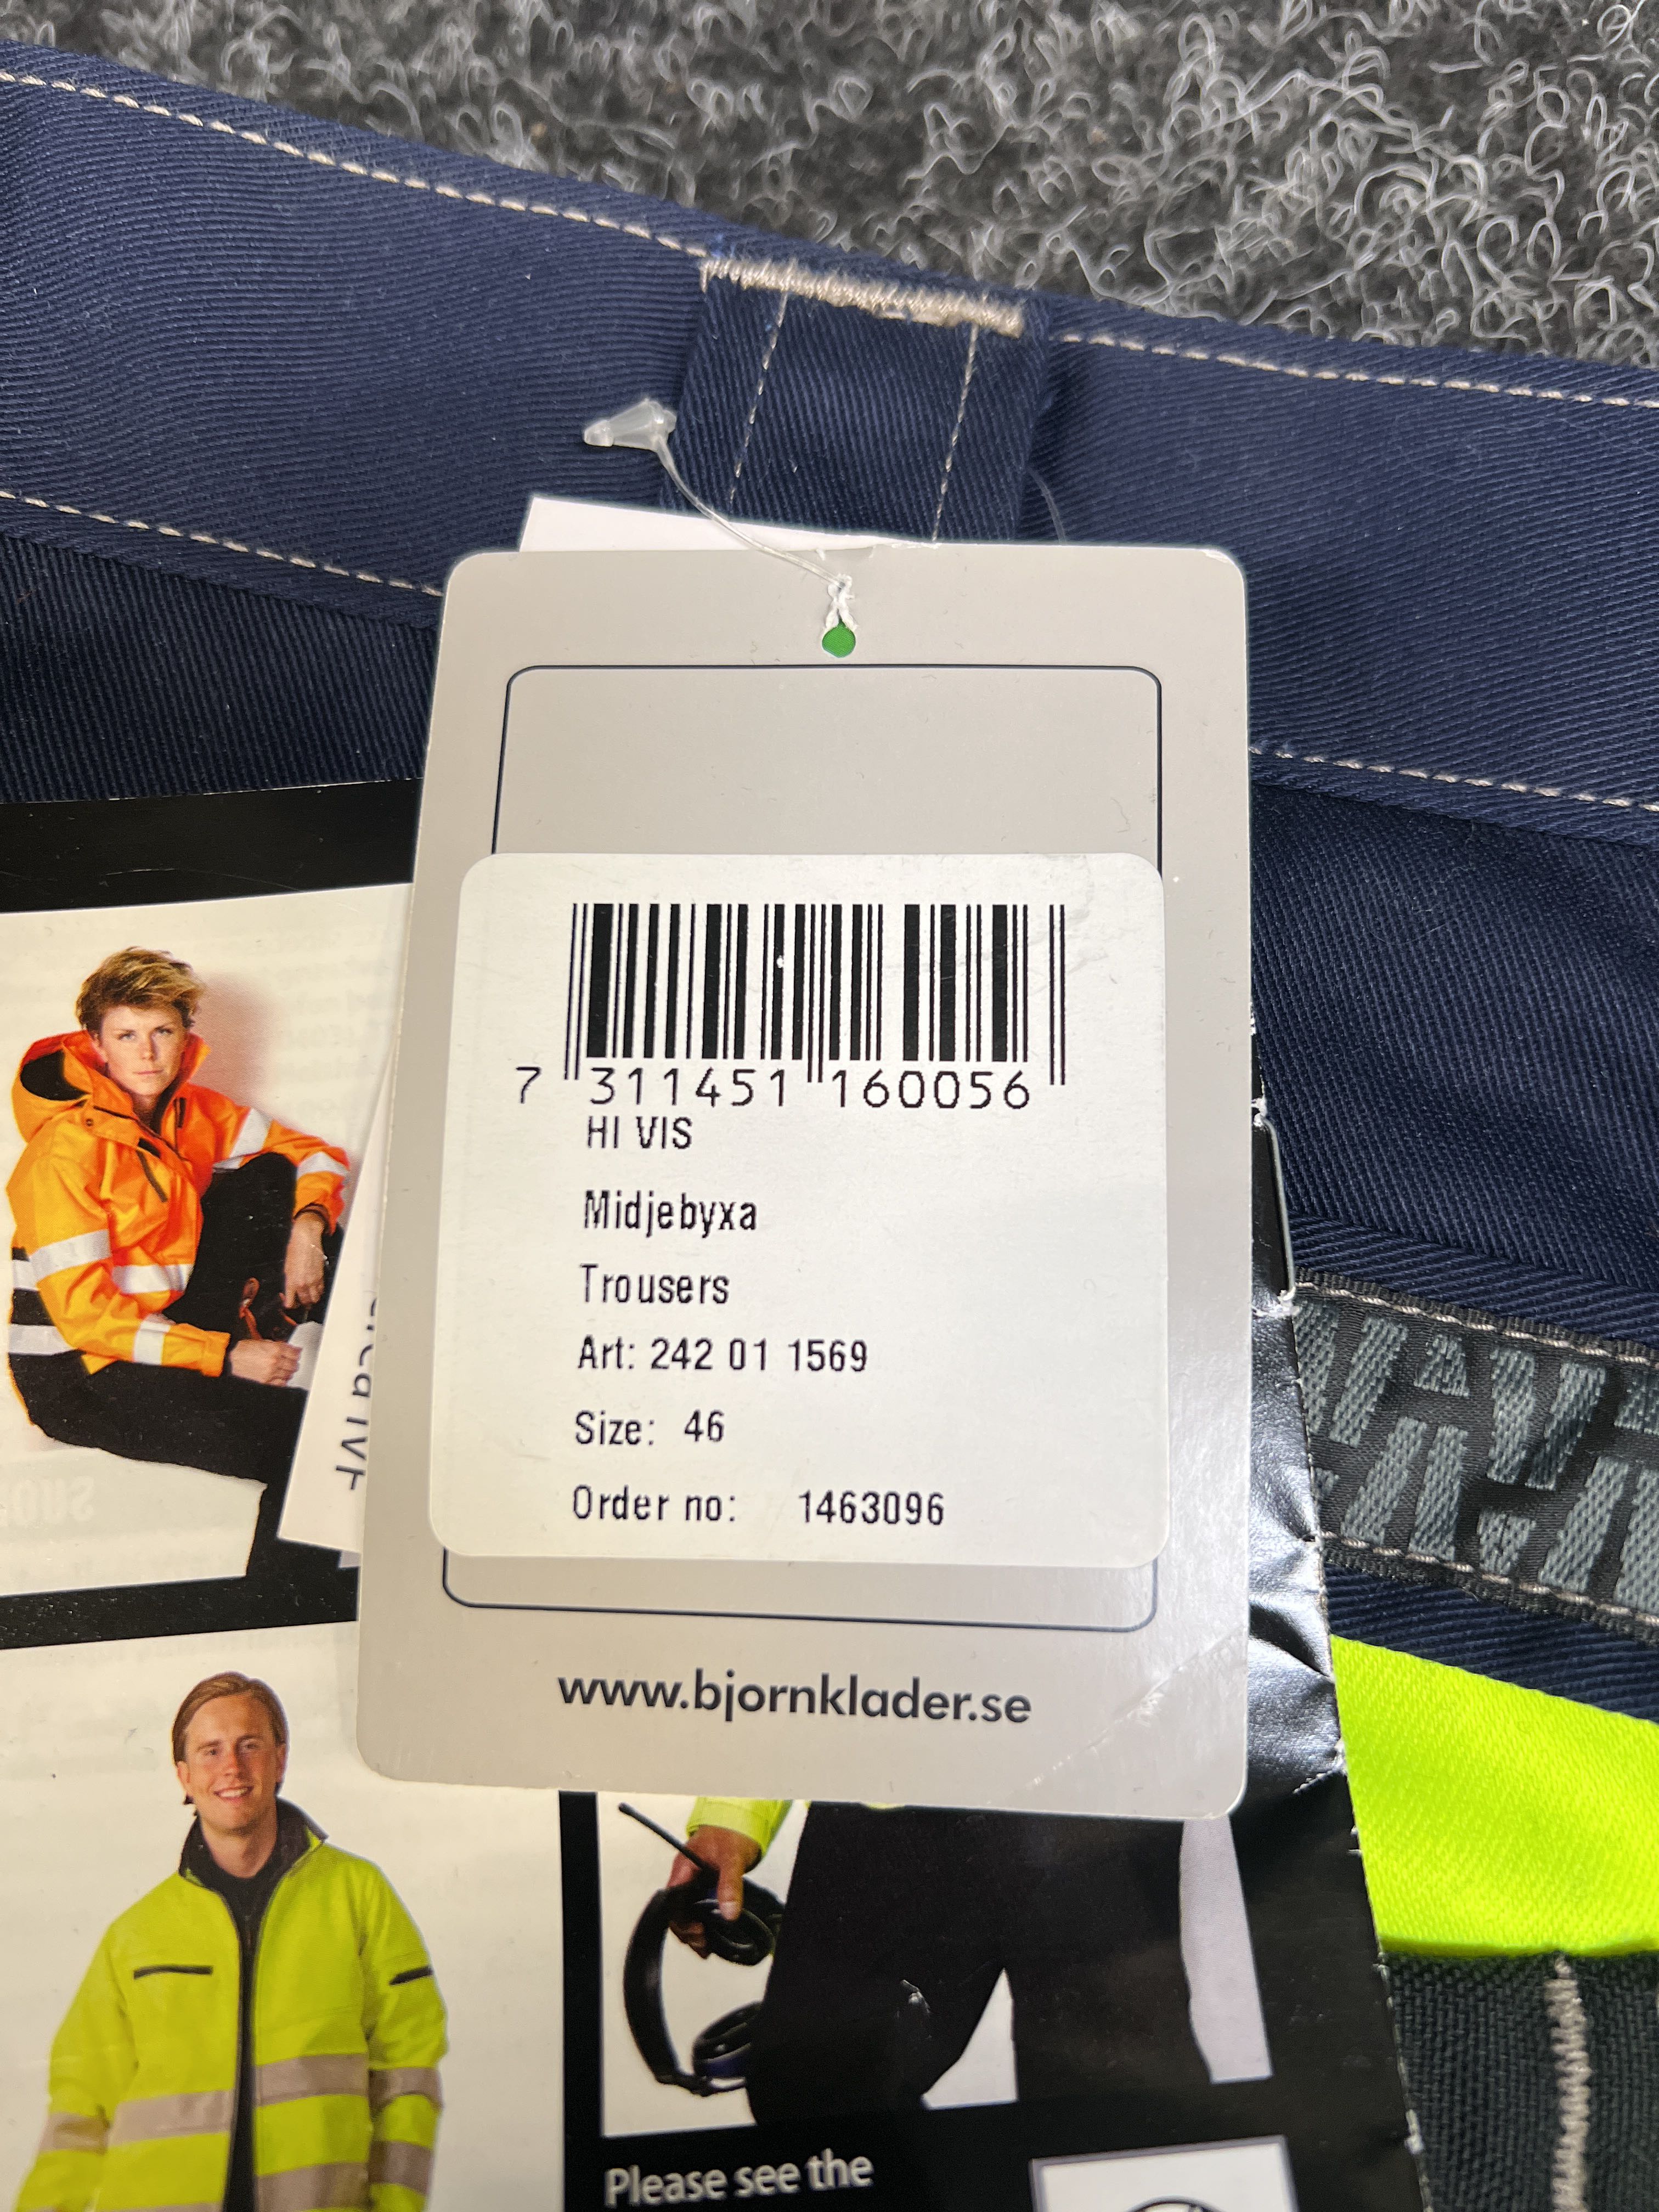 7 311451 160056
HI VIS
Midjebyxa
Trousers
Art: 242 01 1569
Size: 46
Order no: 1463096
www.bjornklader.se
Please see the